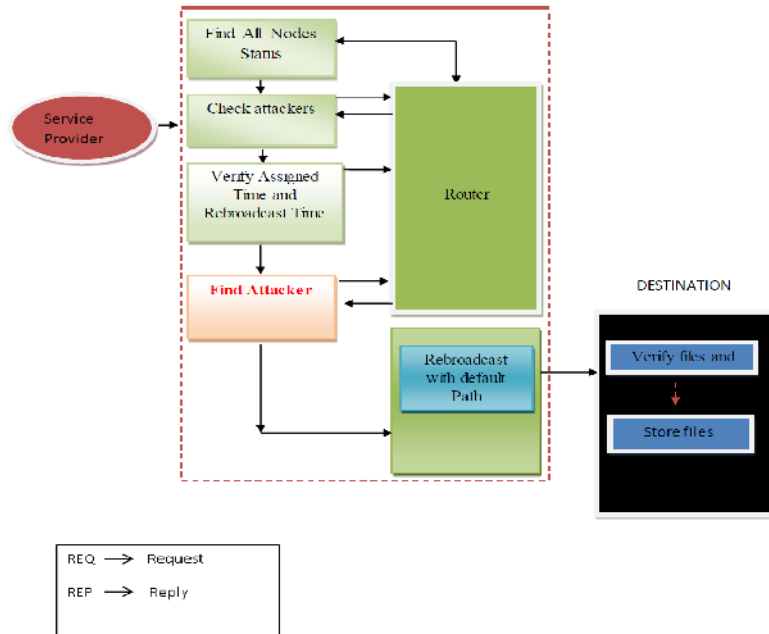 Find All Nodes
Status
Service
Provider
Check attackers
Verify Assigned
Time and
Rebroadcast Time
Router
Find Attacker
DESTINATION
Rebroadcast
with default
Path
Verify files and
Store files
REQ → Request
REP → Reply